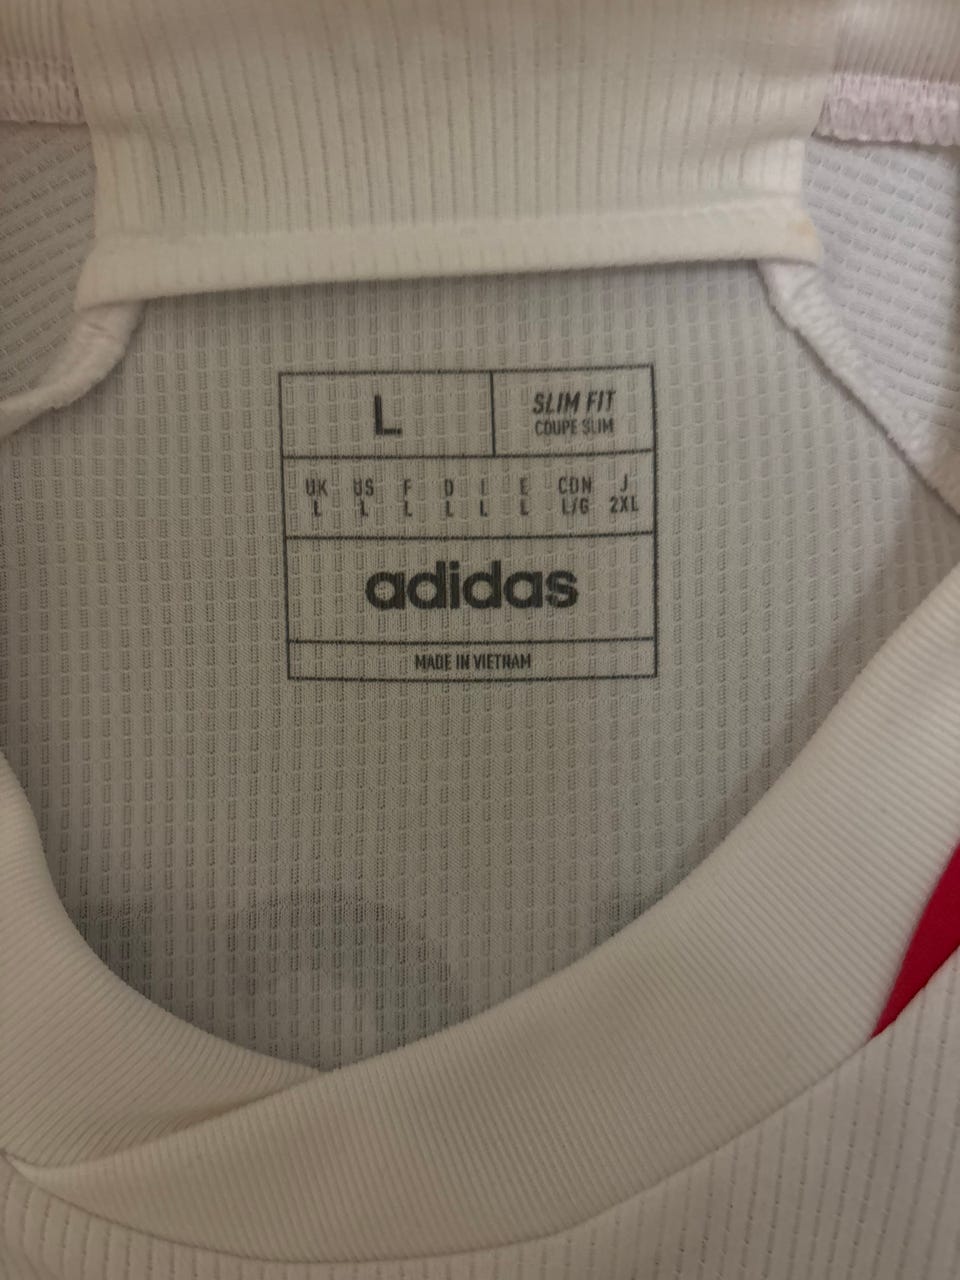 L
SLIM FIT
COUPE SLIM
UK US F D I E CDN J
L L L L L L L/G 2XL
adidas
MADE IN VIETNAM